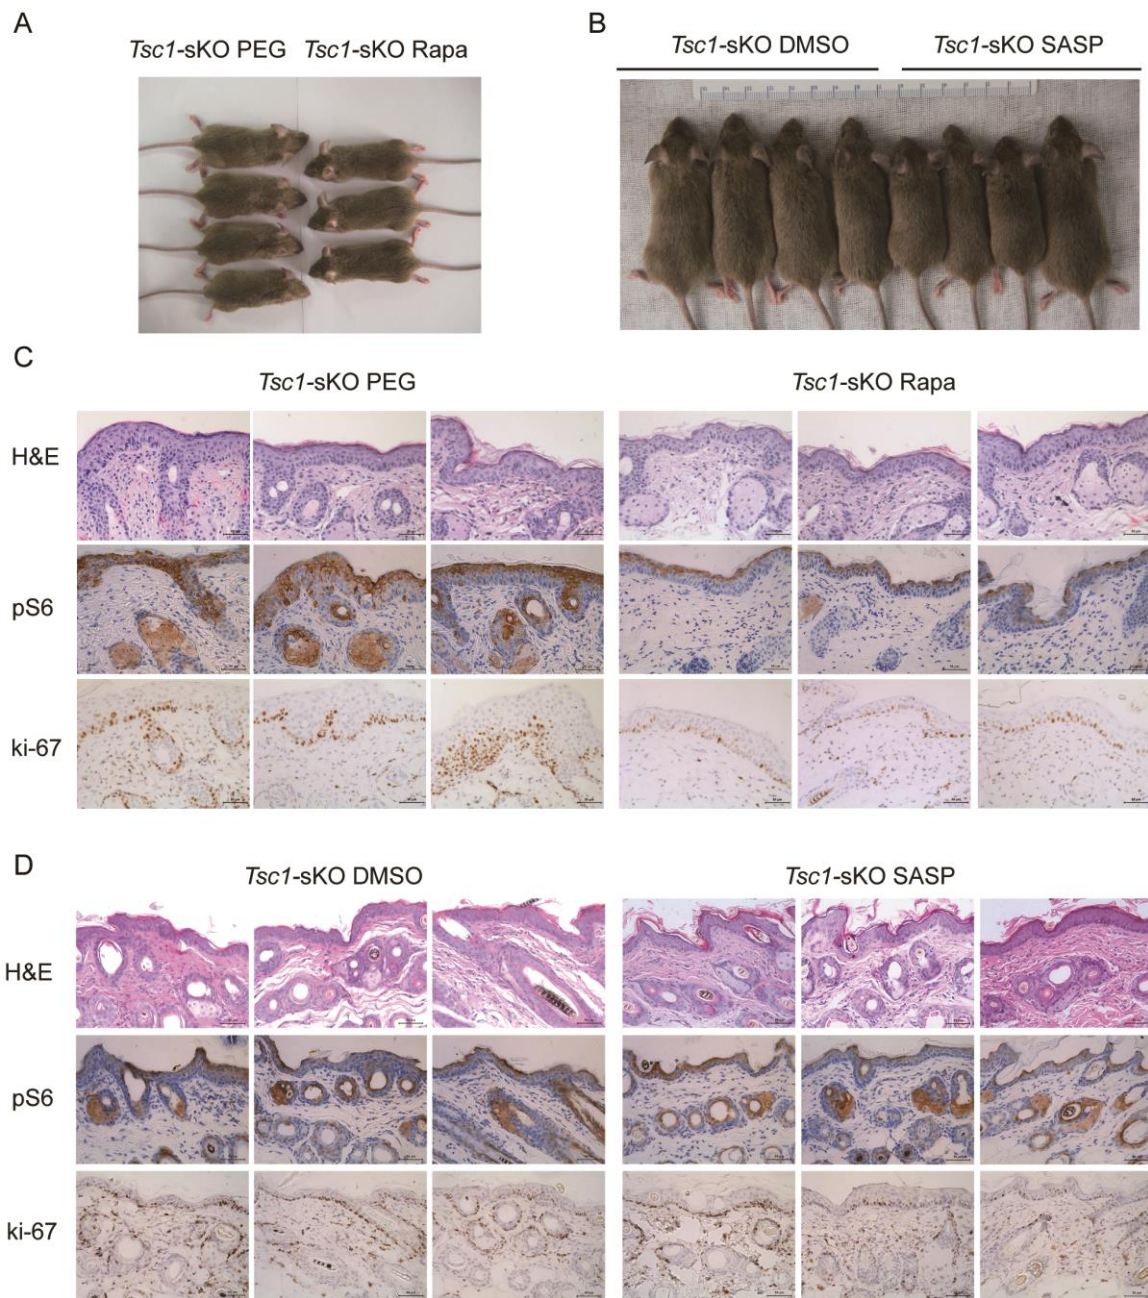 A
Tsc1-sKO PEG Tsc1-sKO Rapa
B
Tsc1-sKO DMSO Tsc1-sKO SASP
C
Tsc1-sKO PEG Tsc1-sKO Rapa
H&E
pS6
ki-67
D
Tsc1-sKO DMSO Tsc1-sKO SASP
H&E
pS6
ki-67